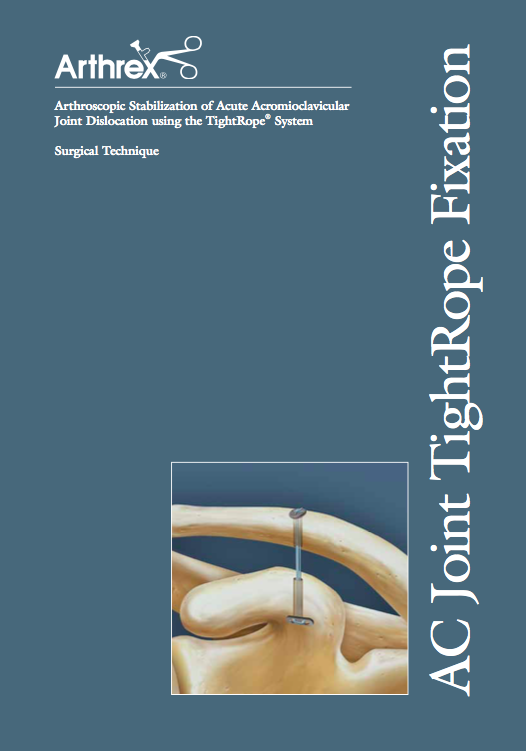 Arthrex®
Arthroscopic Stabilization of Acute Acromioclavicular
Joint Dislocation using the TightRope® System
Surgical Technique
AC Joint TightRope Fixation